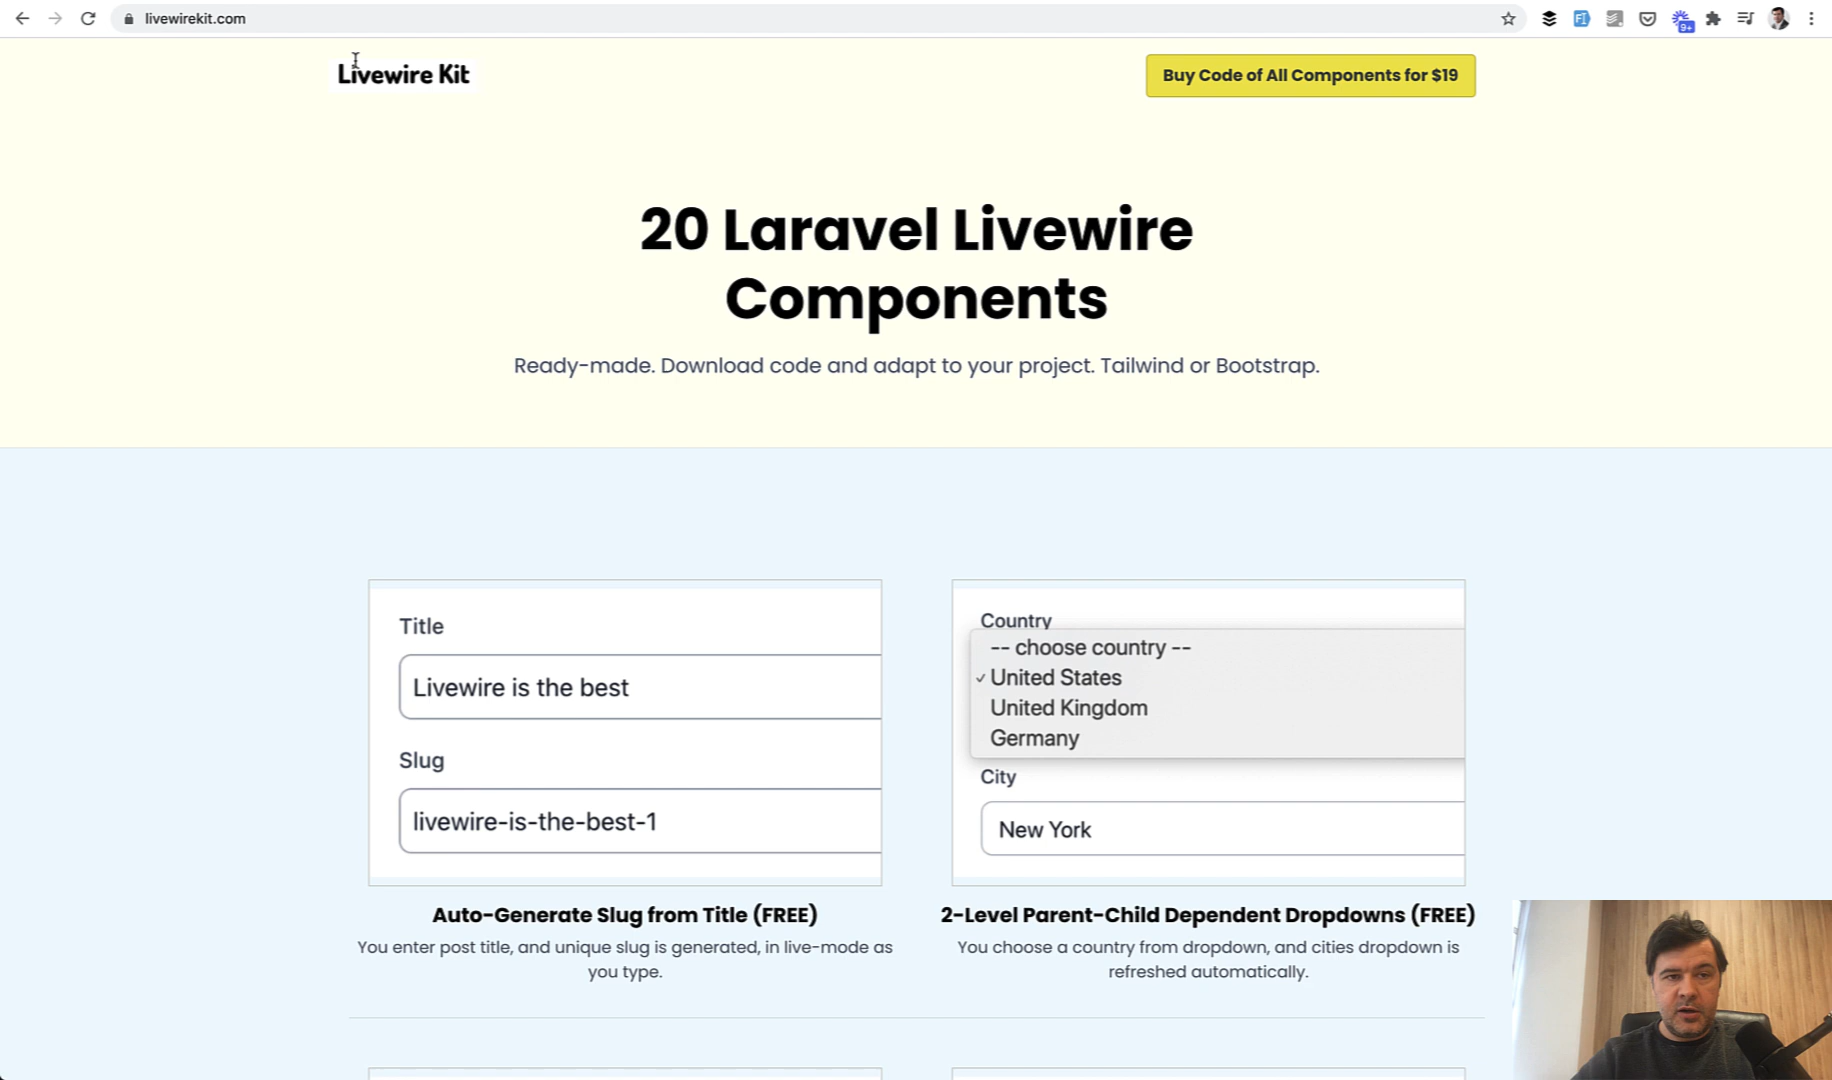 livewirekit.com
9+
Livewire Kit
Buy Code of All Components for $19
20 Laravel Livewire
Components
Ready-made. Download code and adapt to your project. Tailwind or Bootstrap.
Title
Livewire is the best
Slug
livewire-is-the-best-1
Country
-- choose country --
✓ United States
United Kingdom
Germany
City
New York
Auto-Generate Slug from Title (FREE)
You enter post title, and unique slug is generated, in live-mode as
you type.
2-Level Parent-Child Dependent Dropdowns (FREE)
You choose a country from dropdown, and cities dropdown is
refreshed automatically.